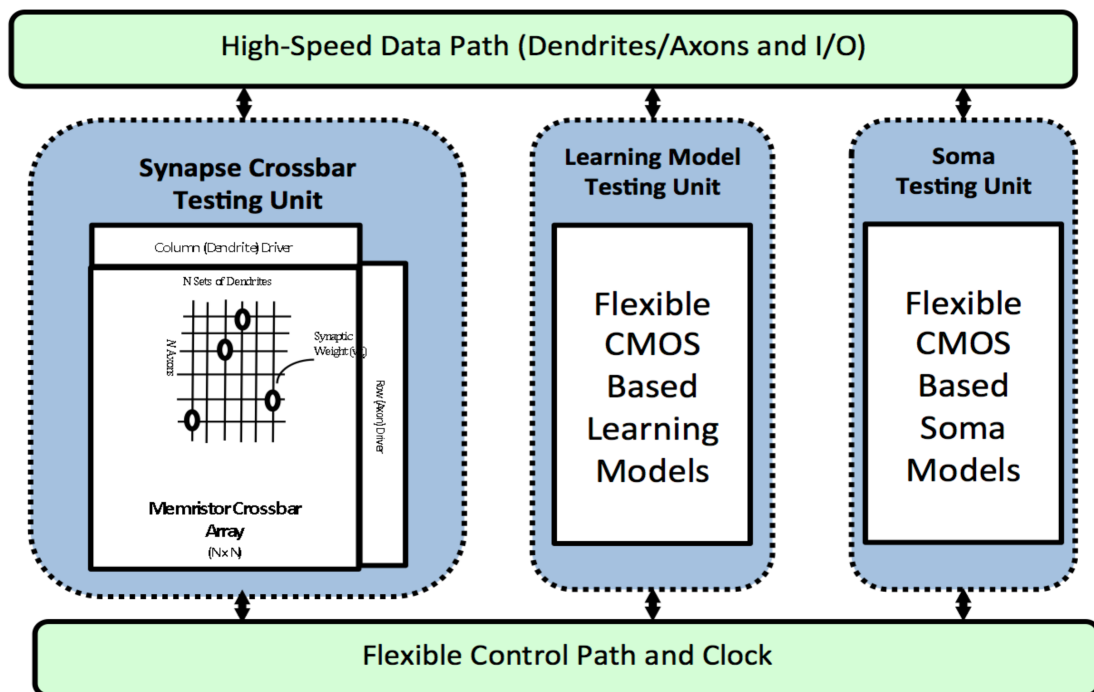 High-Speed Data Path (Dendrites/Axons and I/O)
Synapse Crossbar
Testing Unit
Column (Dendrite) Driver
N Sets of Dendrites
N Axons
Synaptic
Weight
Row (Axon) Driver
Memristor Crossbar
Array
(N x N)
Learning Model
Testing Unit
Flexible
CMOS
Based
Learning
Models
Soma
Testing Unit
Flexible
CMOS
Based
Soma
Models
Flexible Control Path and Clock